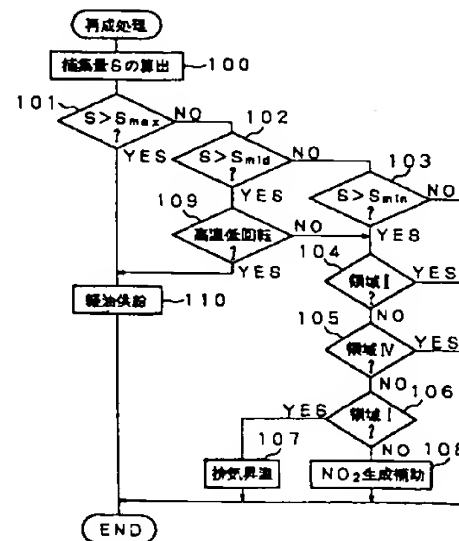 再成処理
捕集量Sの算出
100
101
S>Smax
?
NO
YES
102
S>Smid
?
NO
YES
103
S>Smin
?
NO
YES
109
高温低回転
?
NO
YES
104
領域Ⅱ
?
YES
NO
110
軽油供給
105
領域Ⅳ
?
YES
NO
106
領域Ⅰ
?
YES
NO
107
排気昇温
108
NO2生成補助
END